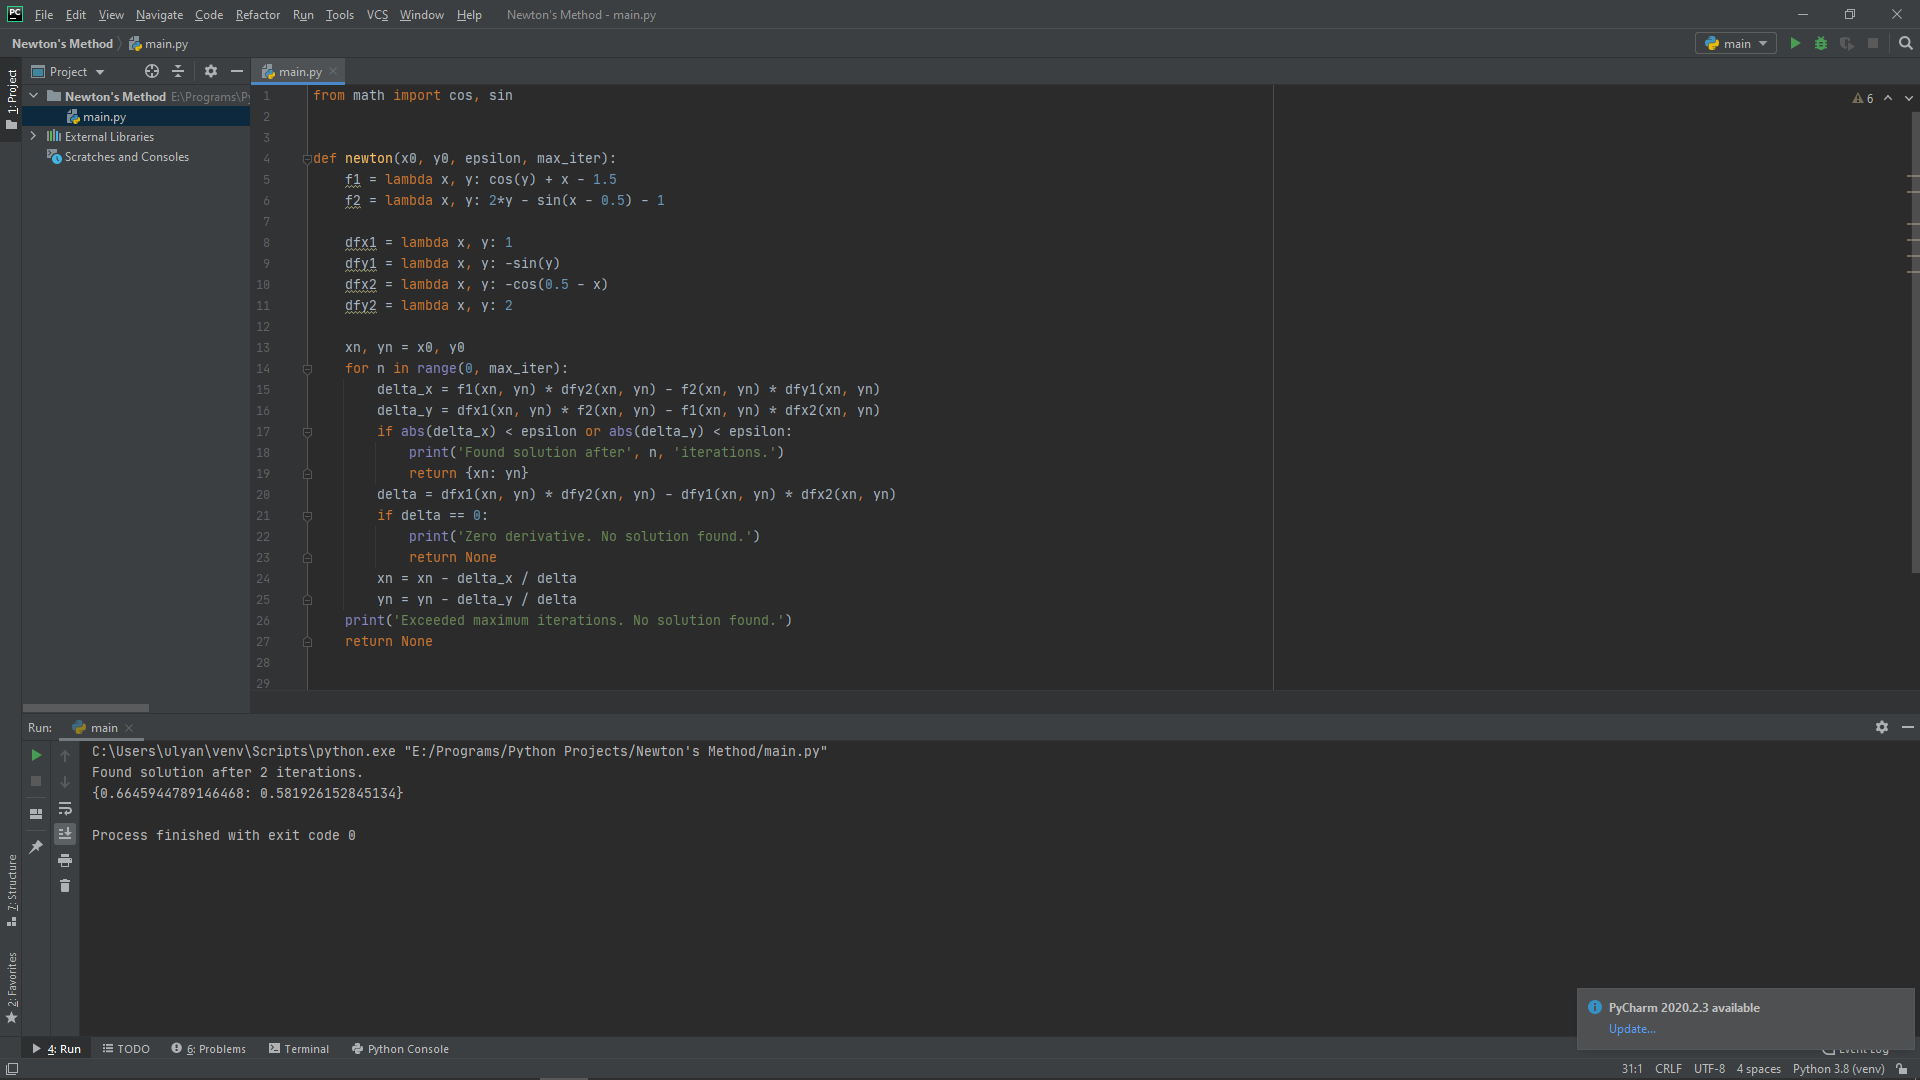 PC File Edit View Navigate Code Refactor Run Tools VCS Window Help Newton's Method - main.py
Newton's Method main.py main
1: Project
Project main.py
Newton's Method E:\Programs\Py
main.py
External Libraries
Scratches and Consoles
6
1 from math import cos, sin
2
3
4 def newton(x0, y0, epsilon, max_iter):
5 f1 = lambda x, y: cos(y) + x - 1.5
6 f2 = lambda x, y: 2*y - sin(x - 0.5) - 1
7
8 dfx1 = lambda x, y: 1
9 dfy1 = lambda x, y: -sin(y)
10 dfx2 = lambda x, y: -cos(0.5 - x)
11 dfy2 = lambda x, y: 2
12
13 xn, yn = x0, y0
14 for n in range(0, max_iter):
15 delta_x = f1(xn, yn) * dfy2(xn, yn) - f2(xn, yn) * dfy1(xn, yn)
16 delta_y = dfx1(xn, yn) * f2(xn, yn) - f1(xn, yn) * dfx2(xn, yn)
17 if abs(delta_x) < epsilon or abs(delta_y) < epsilon:
18 print('Found solution after', n, 'iterations.')
19 return {xn: yn}
20 delta = dfx1(xn, yn) * dfy2(xn, yn) - dfy1(xn, yn) * dfx2(xn, yn)
21 if delta == 0:
22 print('Zero derivative. No solution found.')
23 return None
24 xn = xn - delta_x / delta
25 yn = yn - delta_y / delta
26 print('Exceeded maximum iterations. No solution found.')
27 return None
28
29
Run: main
C:\Users\ulyan\venv\Scripts\python.exe "E:/Programs/Python Projects/Newton's Method/main.py"
Found solution after 2 iterations.
{0.6645944789146468: 0.581926152845134}
Process finished with exit code 0
7: Structure
2: Favorites
PyCharm 2020.2.3 available
Update...
4: Run TODO 6: Problems Terminal Python Console Event Log
31:1 CRLF UTF-8 4 spaces Python 3.8 (venv)